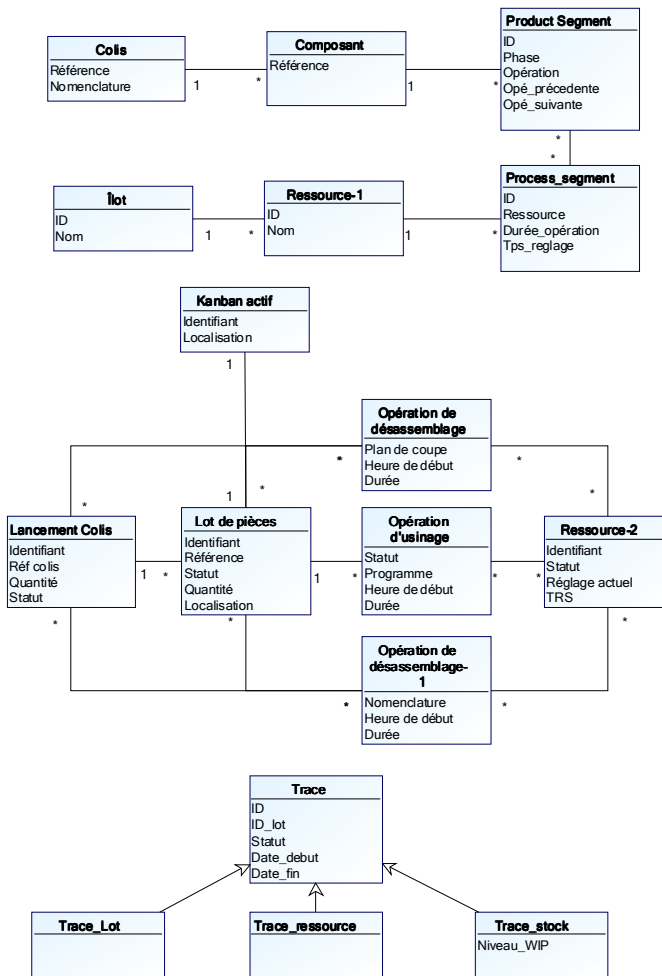 Colis
Référence
Nomenclature
1
*
Composant
Référence
1
*
Product Segment
ID
Phase
Opération
Opé_précedente
Opé_suivante
*
*
Îlot
ID
Nom
1
*
Ressource-1
ID
Nom
1
*
Process_segment
ID
Ressource
Durée_opération
Tps_reglage
Kanban actif
Identifiant
Localisation
1
1
Opération de
désassemblage
Plan de coupe
Heure de début
Durée
*
*
*
*
*
Lancement Colis
Identifiant
Réf colis
Quantité
Statut
1
*
*
Lot de pièces
Identifiant
Référence
Statut
Quantité
Localisation
1
*
*
Opération
d'usinage
Statut
Programme
Heure de début
Durée
*
*
Ressource-2
Identifiant
Statut
Réglage actuel
TRS
*
Opération de
désassemblage-
1
Nomenclature
Heure de début
Durée
*
*
Trace
ID
ID_lot
Statut
Date_debut
Date_fin
Trace_Lot
Trace_ressource
Trace_stock
Niveau_WIP